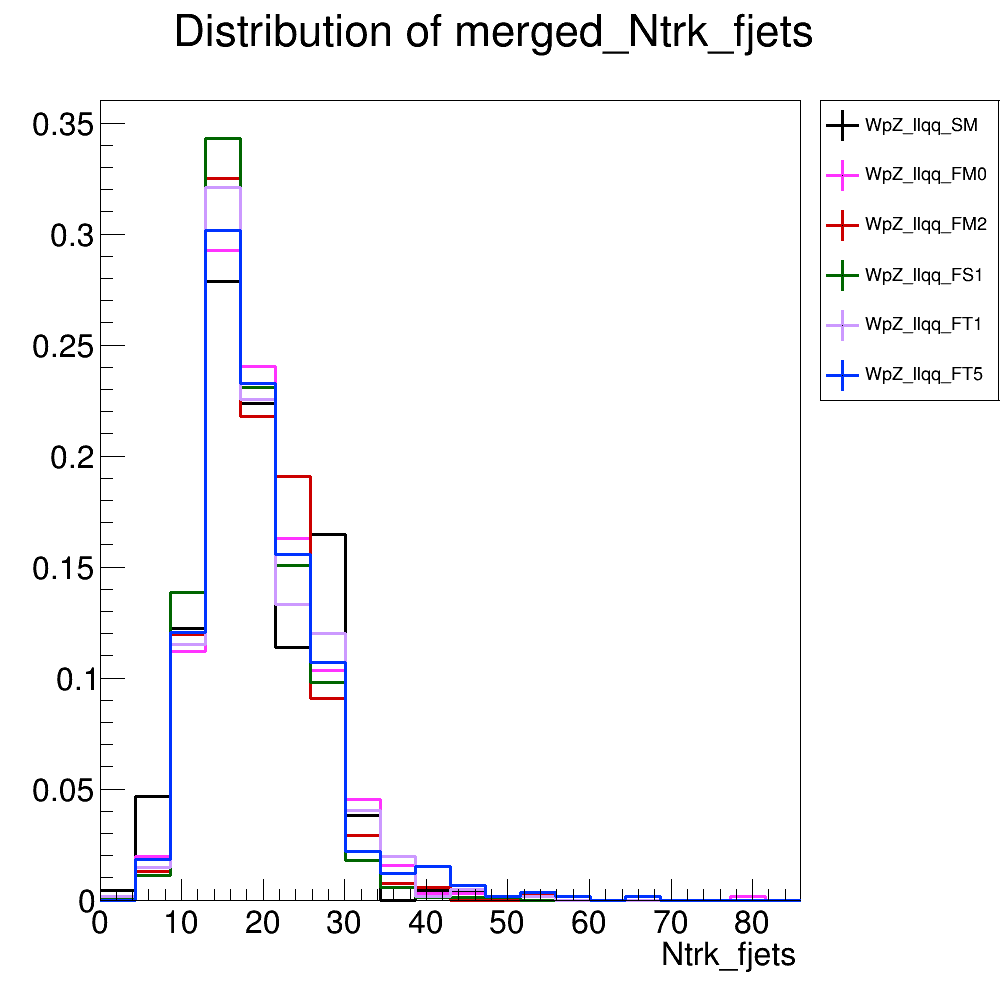 Distribution of merged_Ntrk_fjets
0.35
0.3
0.25
0.2
0.15
0.1
0.05
0
0 10 20 30 40 50 60 70 80
Ntrk_fjets
WpZ_llqq_SM
WpZ_llqq_FM0
WpZ_llqq_FM2
WpZ_llqq_FS1
WpZ_llqq_FT1
WpZ_llqq_FT5